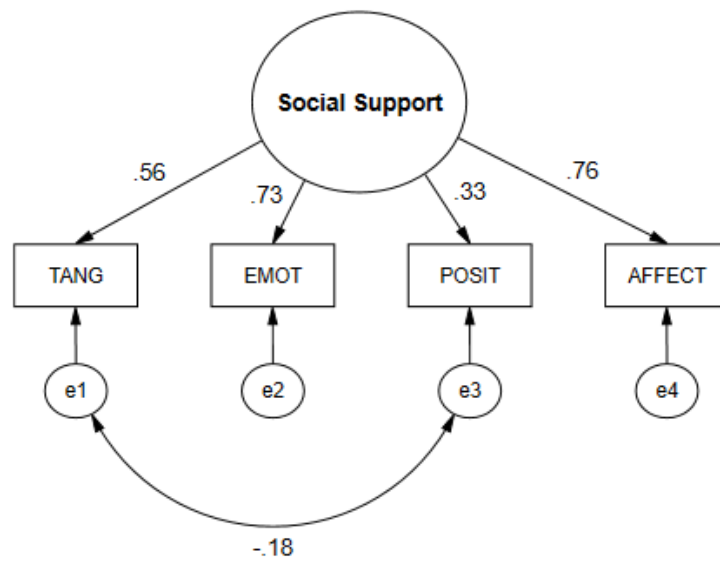 Social Support
.56
.73
.33
.76
TANG
EMOT
POSIT
AFFECT
e1
e2
e3
e4
-.18